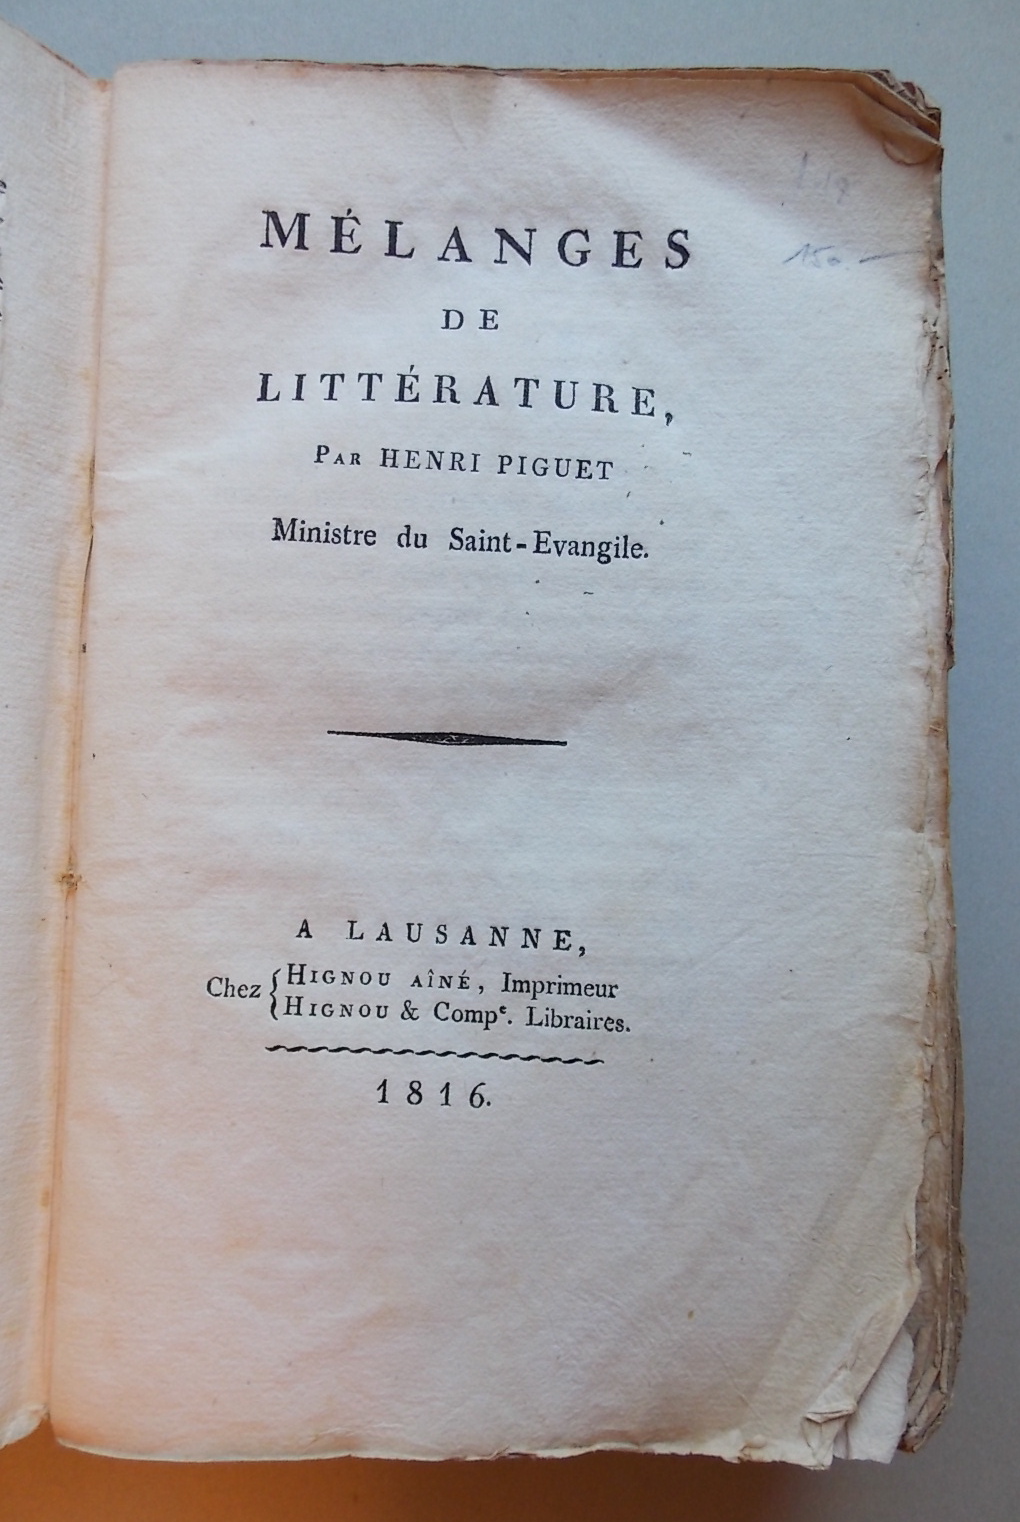 MÉLANGES
DE
LITTÉRATURE,
PAR HENRI PIGUET
Ministre du Saint-Evangile.
A LAUSANNE,
Chez { HIGNOU AÎNÉ, Imprimeur
HIGNOU & Compe. Libraires.
1816.
150.-